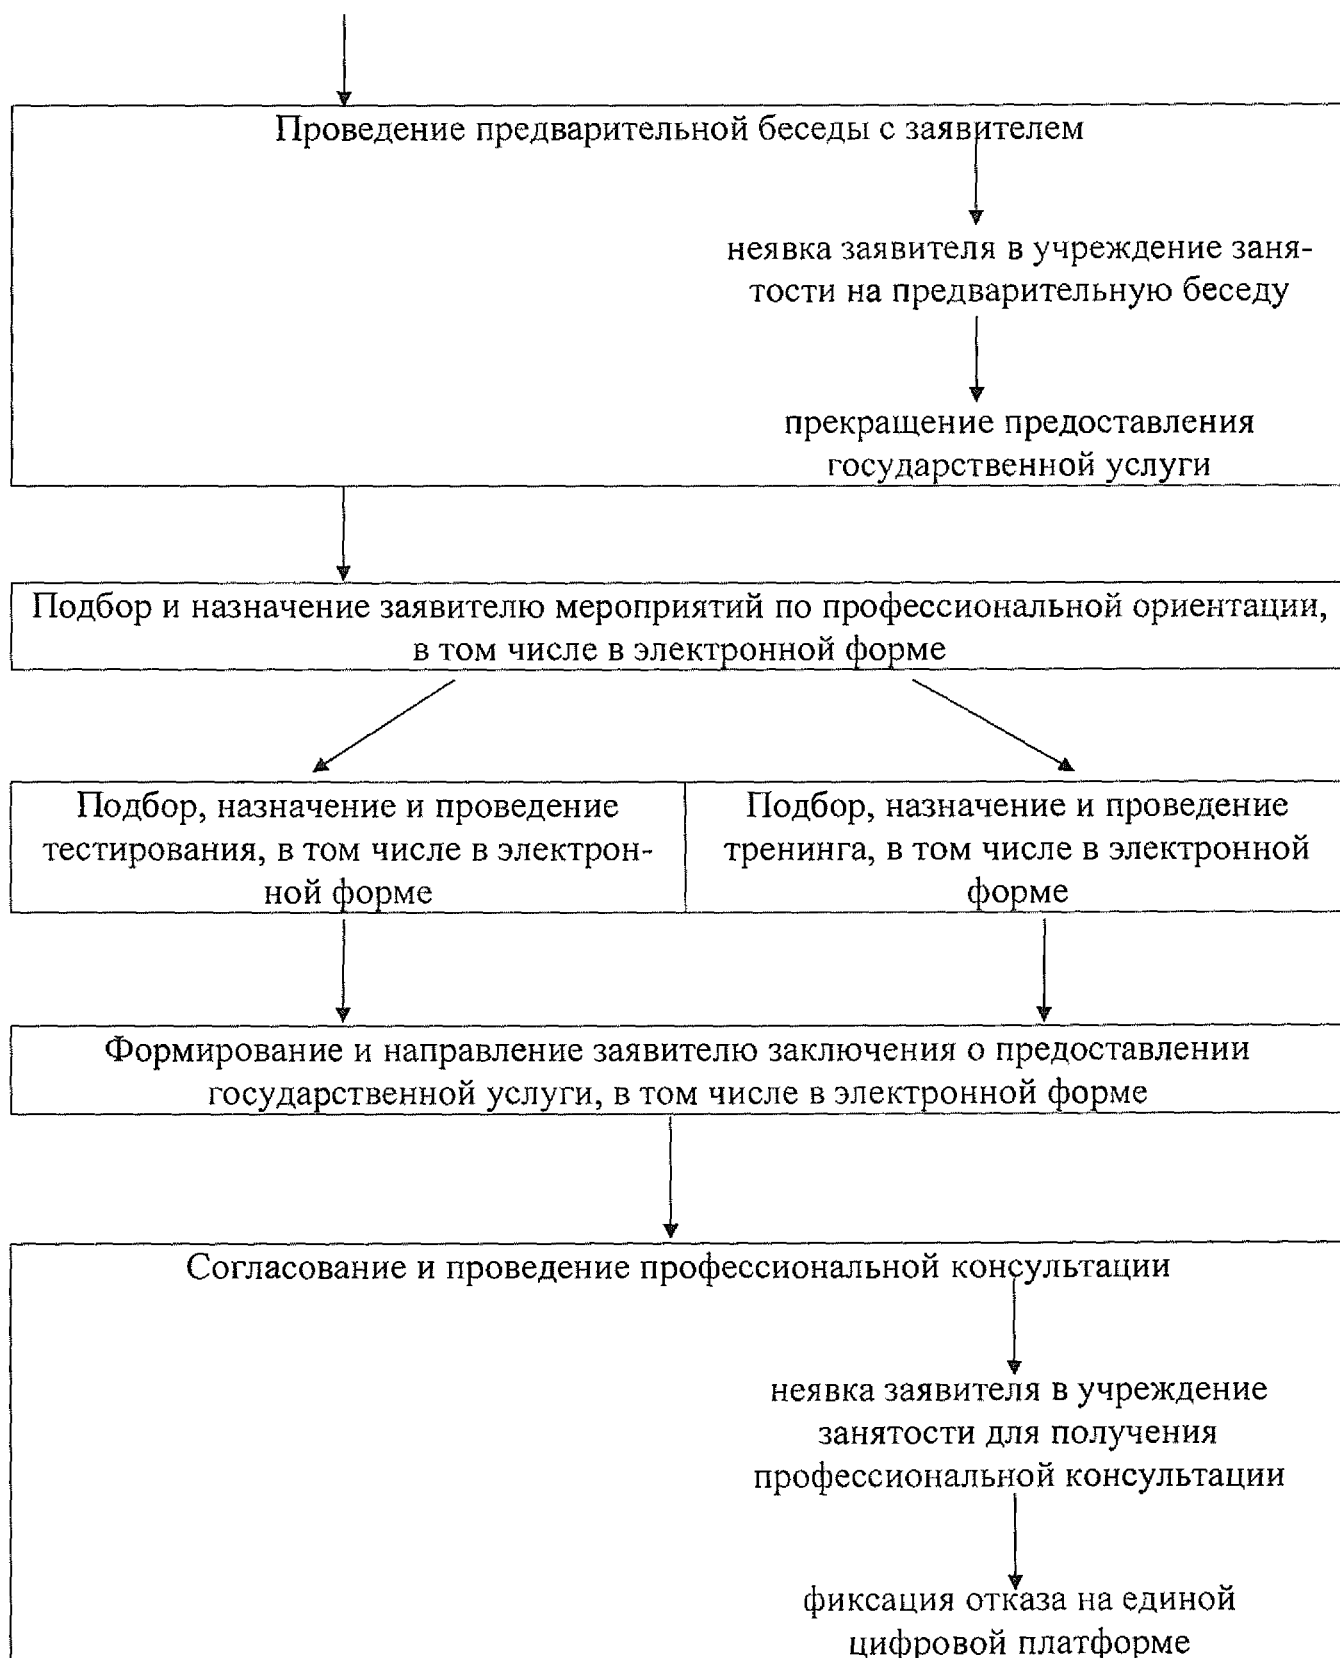 Проведение предварительной беседы с заявителем
неявка заявителя в учреждение заня-
тости на предварительную беседу
прекращение предоставления
государственной услуги
Подбор и назначение заявителю мероприятий по профессиональной ориентации,
в том числе в электронной форме
Подбор, назначение и проведение
тестирования, в том числе в электрон-
ной форме
Подбор, назначение и проведение
тренинга, в том числе в электронной
форме
Формирование и направление заявителю заключения о предоставлении
государственной услуги, в том числе в электронной форме
Согласование и проведение профессиональной консультации
неявка заявителя в учреждение
занятости для получения
профессиональной консультации
фиксация отказа на единой
цифровой платформе